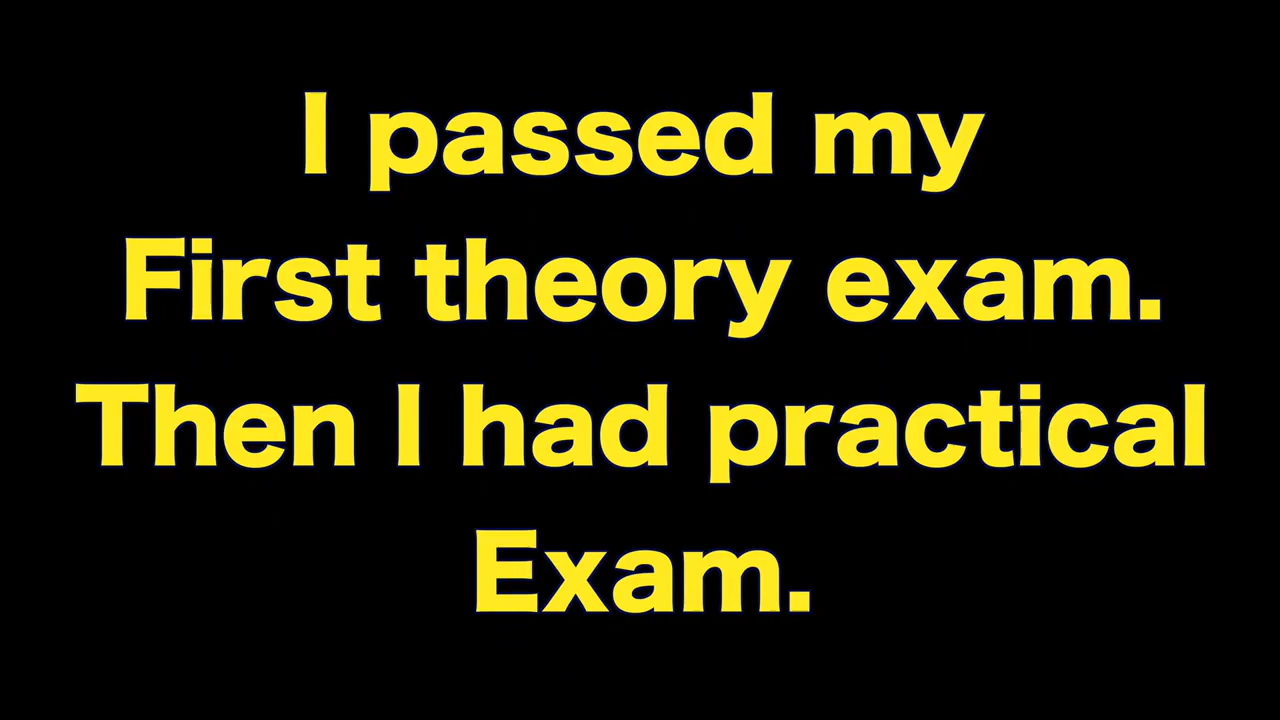 I passed my
First theory exam.
Then I had practical
Exam.